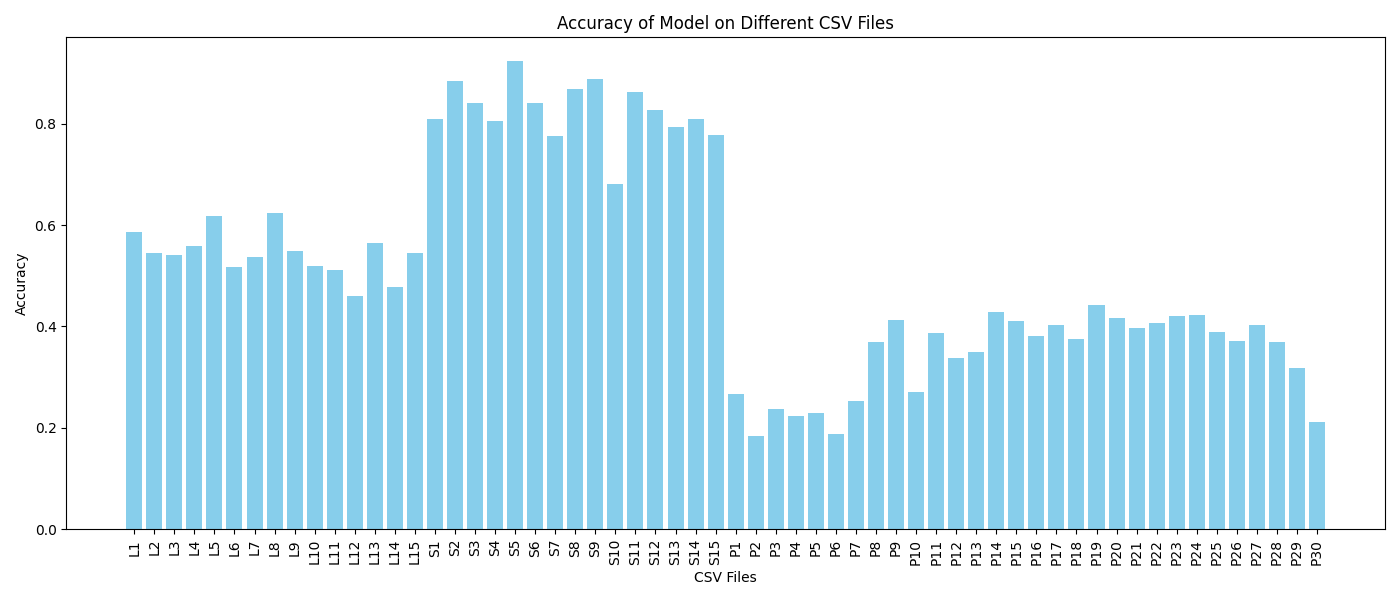 Accuracy of Model on Different CSV Files
Accuracy
0.8
0.6
0.4
0.2
0.0
L1 L2 L3 L4 L5 L6 L7 L8 L9 L10 L11 L12 L13 L14 L15 S1 S2 S3 S4 S5 S6 S7 S8 S9 S10 S11 S12 S13 S14 S15 P1 P2 P3 P4 P5 P6 P7 P8 P9 P10 P11 P12 P13 P14 P15 P16 P17 P18 P19 P20 P21 P22 P23 P24 P25 P26 P27 P28 P29 P30
CSV Files